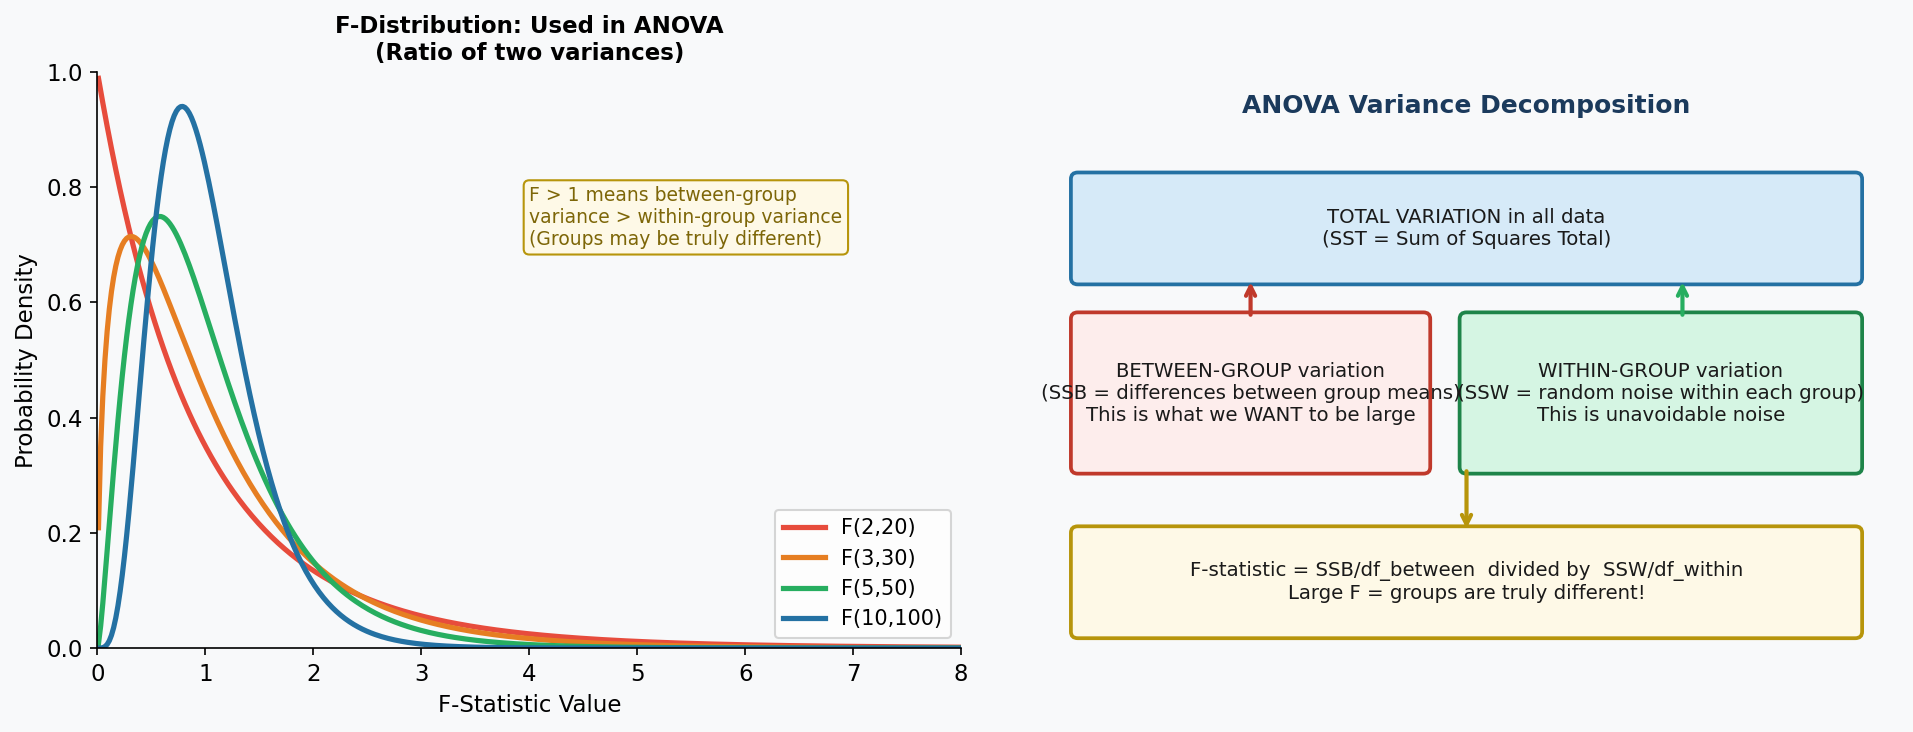 F-Distribution: Used in ANOVA
(Ratio of two variances)
Probability Density
1.0
0.8
0.6
0.4
0.2
0.0
0 1 2 3 4 5 6 7 8
F-Statistic Value
F > 1 means between-group
variance > within-group variance
(Groups may be truly different)
F(2,20)
F(3,30)
F(5,50)
F(10,100)
ANOVA Variance Decomposition
TOTAL VARIATION in all data
(SST = Sum of Squares Total)
BETWEEN-GROUP variation
(SSB = differences between group means)
This is what we WANT to be large
WITHIN-GROUP variation
(SSW = random noise within each group)
This is unavoidable noise
F-statistic = SSB/df_between  divided by  SSW/df_within
Large F = groups are truly different!